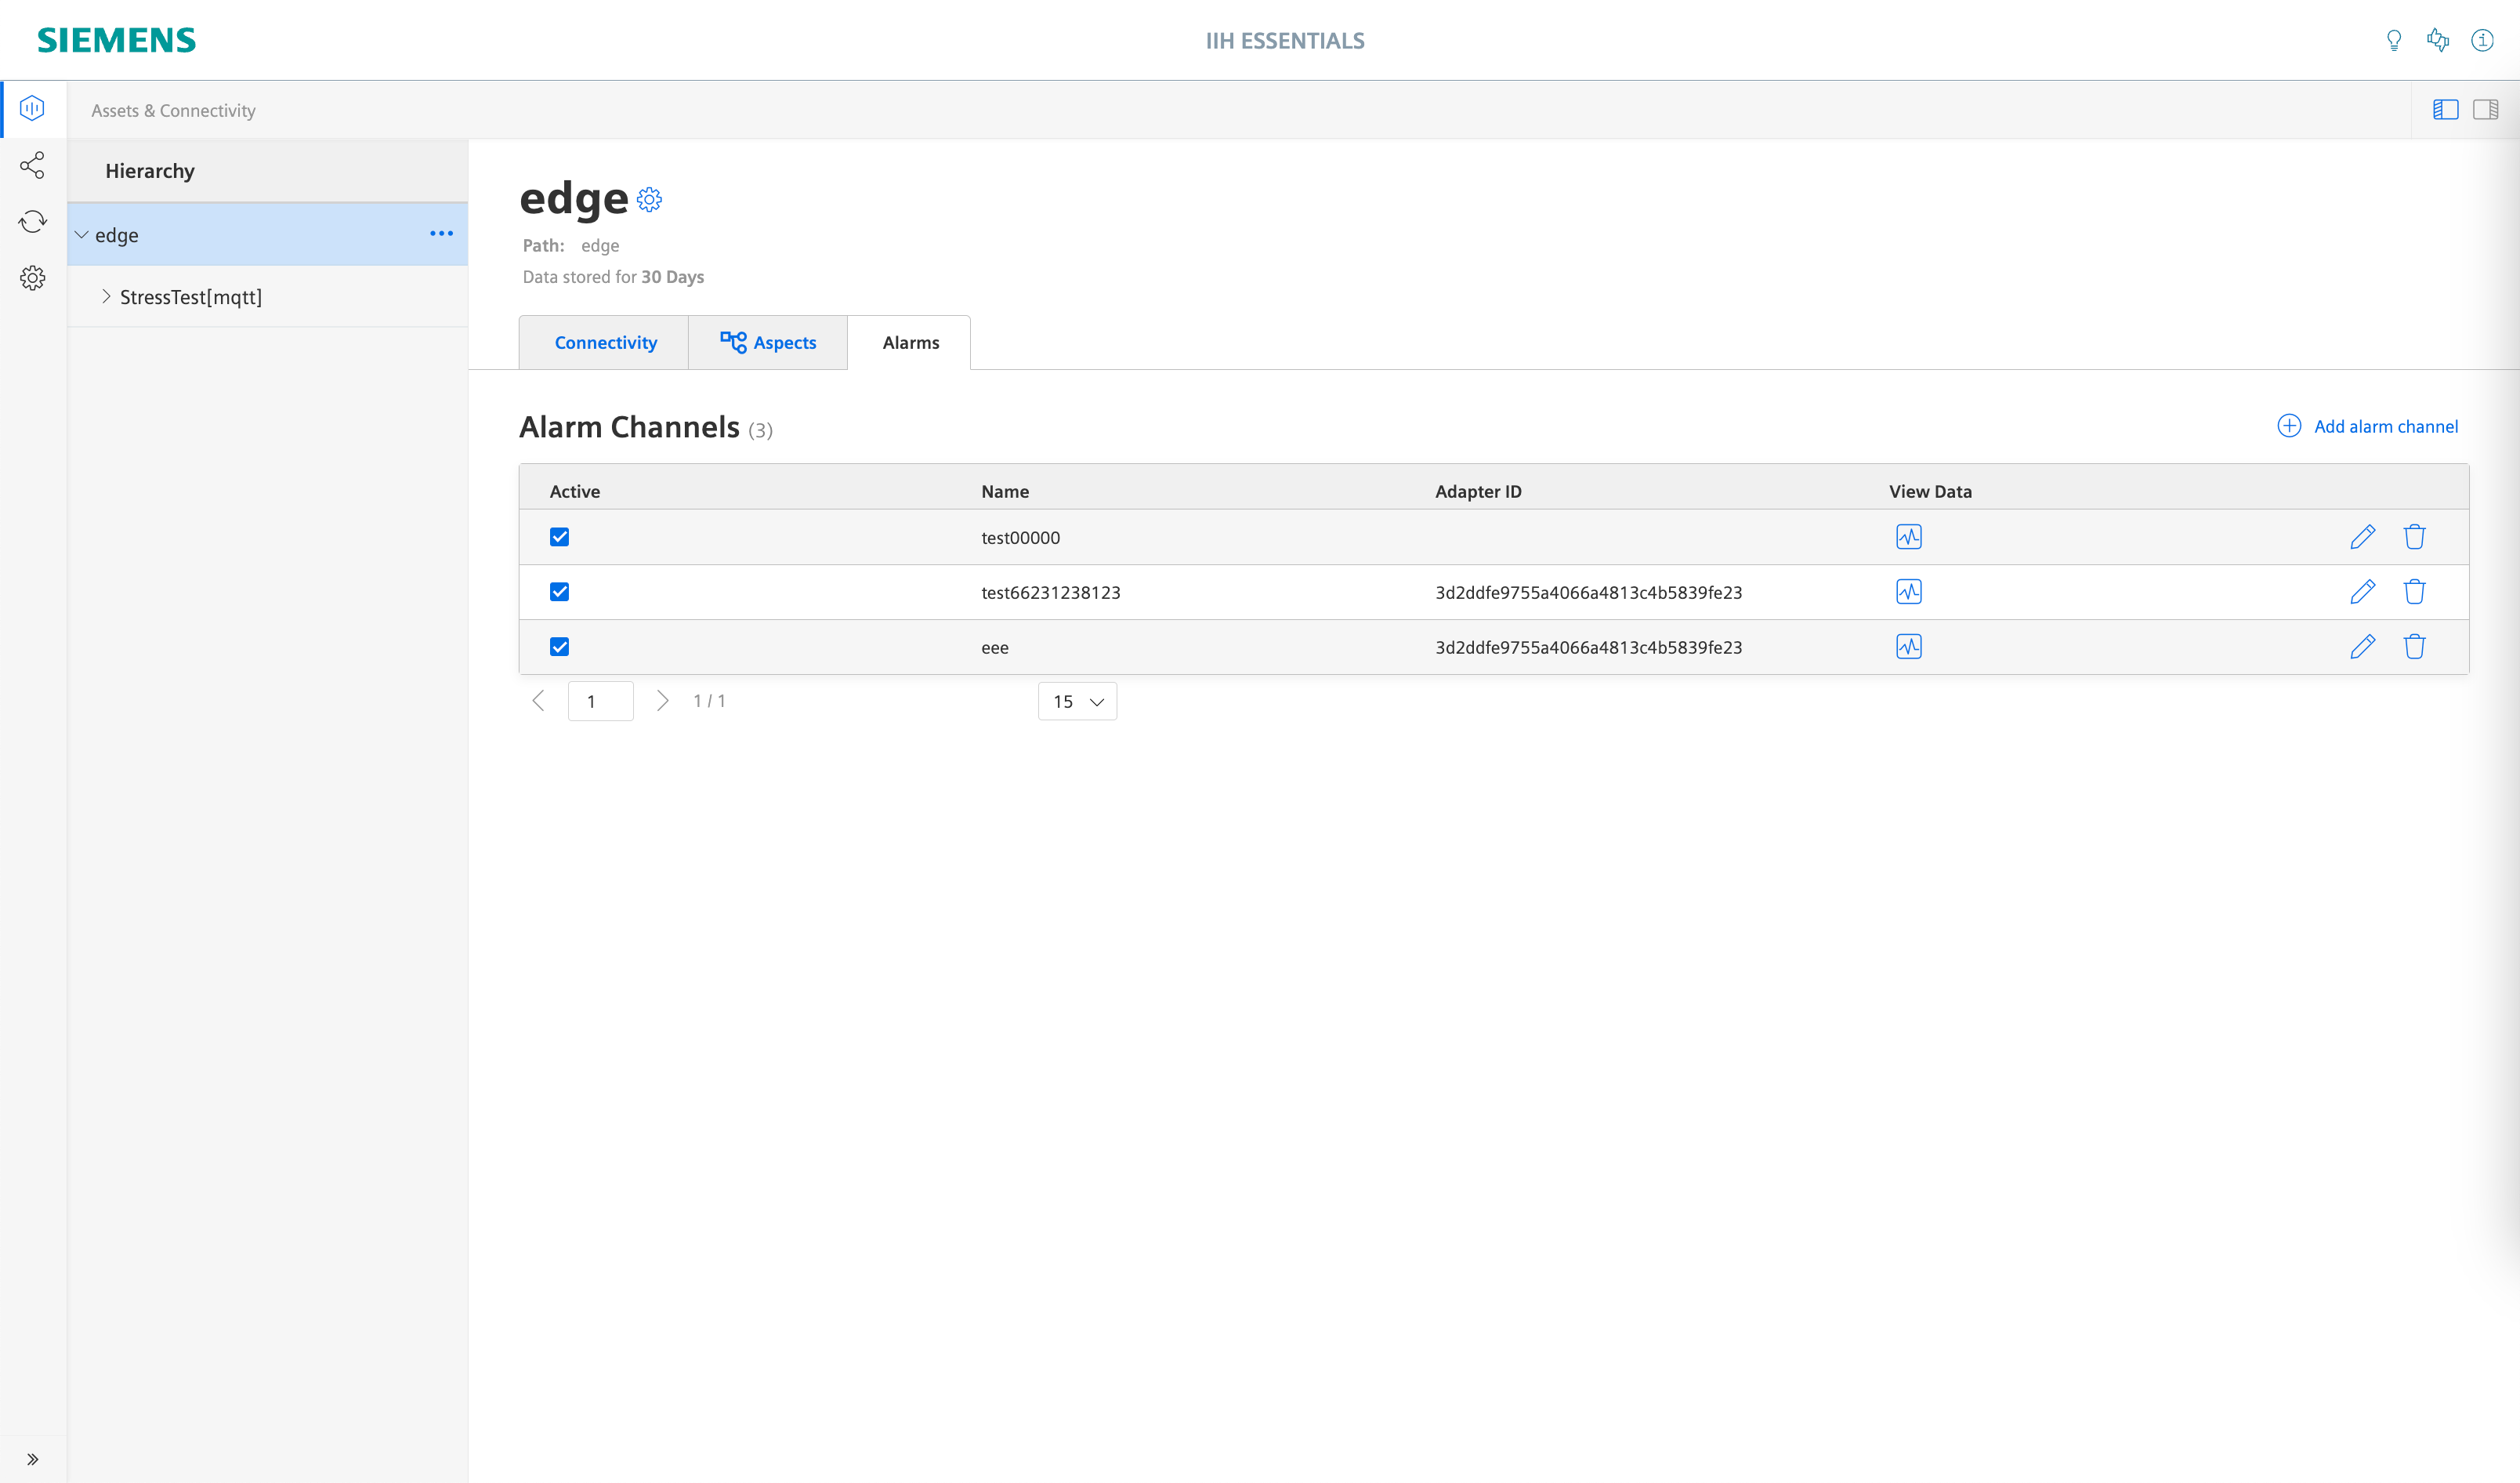 SIEMENS
IIH ESSENTIALS
Assets & Connectivity
Hierarchy
edge
StressTest[mqtt]
edge
Path: edge
Data stored for 30 Days
Connectivity
Aspects
Alarms
Alarm Channels (3)
Add alarm channel
Active Name Adapter ID View Data
test00000
test66231238123 3d2ddfe9755a4066a4813c4b5839fe23
eee 3d2ddfe9755a4066a4813c4b5839fe23
1 1 / 1 15